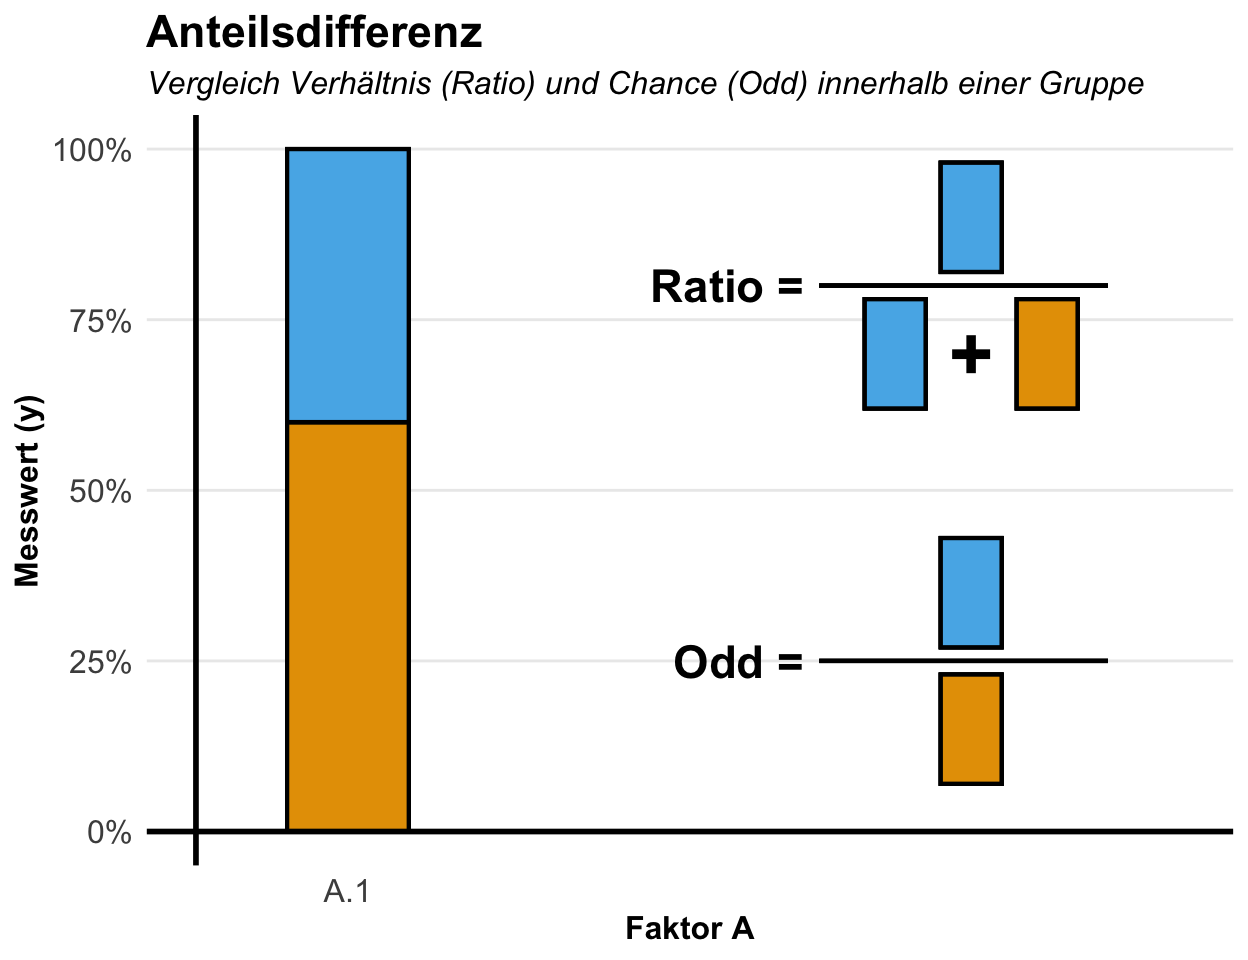 Anteilsdifferenz
Vergleich Verhältnis (Ratio) und Chance (Odd) innerhalb einer Gruppe
100%
75%
50%
25%
0%
Messwert (y)
Ratio =
+
Odd =
A.1
Faktor A